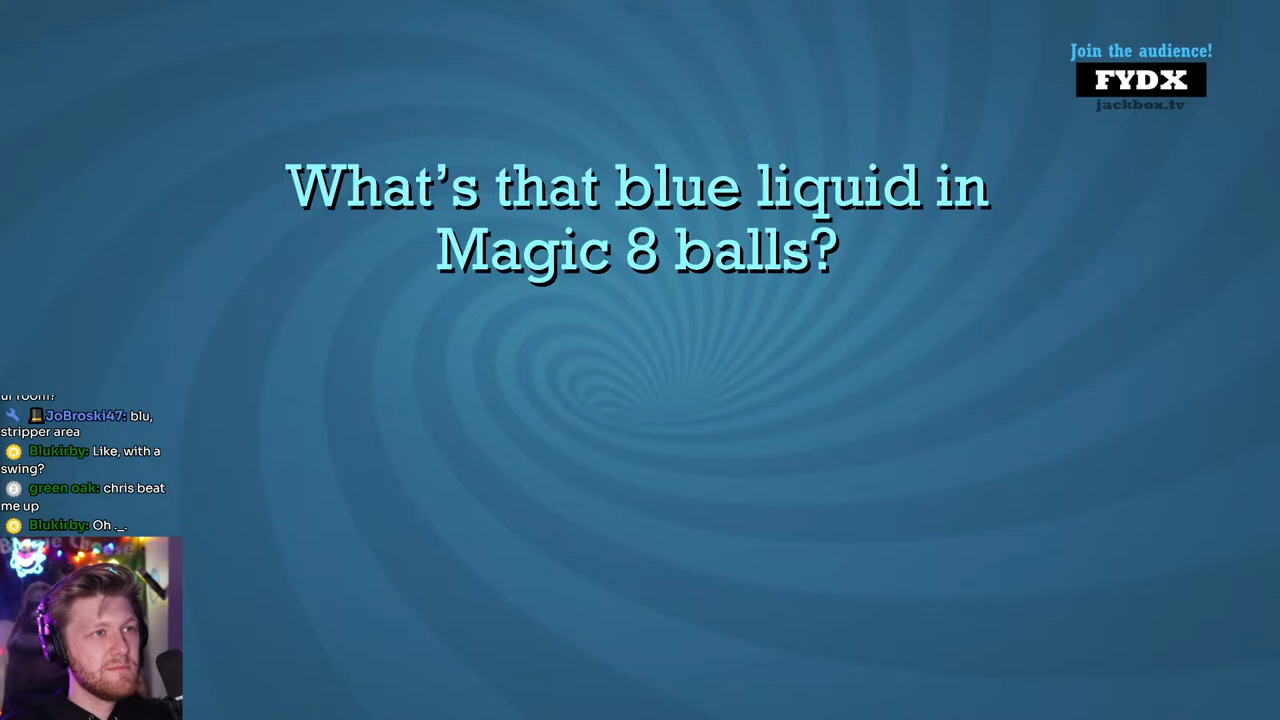 Join the audience!
FYDX
jackbox.tv
What's that blue liquid in
Magic 8 balls?
JoBroski47: blu,
stripper area
Blukirby: Like, with a
swing?
green oak: chris beat
me up
Blukirby: Oh ._.